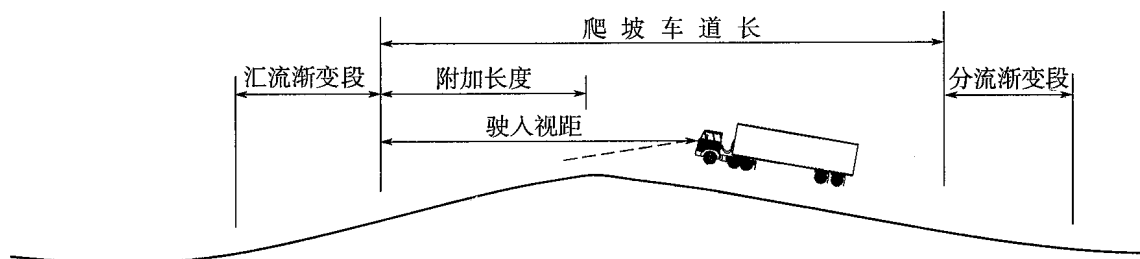 爬坡车道长
汇流渐变段
附加长度
分流渐变段
驶入视距